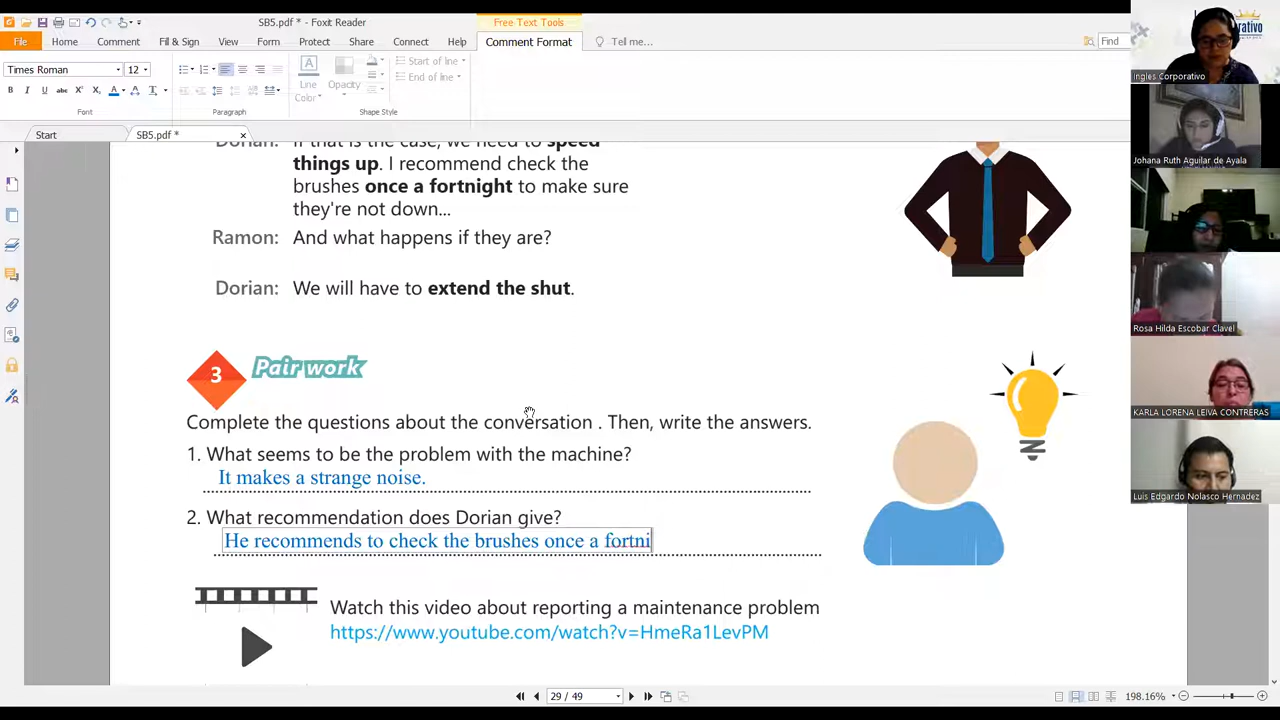 SB5.pdf * - Foxit Reader
Free Text Tools
File
Home
Comment
Fill & Sign
View
Form
Protect
Share
Connect
Help
Comment Format
Tell me...
Find
Times Roman
12
Line
Color
Opacity
Start of line
End of line
Font
Paragraph
Shape Style
Start
SB5.pdf *
Dorian: If that is the case, we need to speed
things up. I recommend check the
brushes once a fortnight to make sure
they're not down...
Ramon: And what happens if they are?
Dorian: We will have to extend the shut.
3 Pair work
Complete the questions about the conversation . Then, write the answers.
1. What seems to be the problem with the machine?
It makes a strange noise.
2. What recommendation does Dorian give?
He recommends to check the brushes once a fortni
Watch this video about reporting a maintenance problem
https://www.youtube.com/watch?v=HmeRa1LevPM
29 / 49
198.16%
Ingles Corporativo
Johana Ruth Aguilar de Ayala
Rosa Hilda Escobar Clavel
KARLA LORENA LEIVA CONTRERAS
Luis Edgardo Nolasco Hernadez